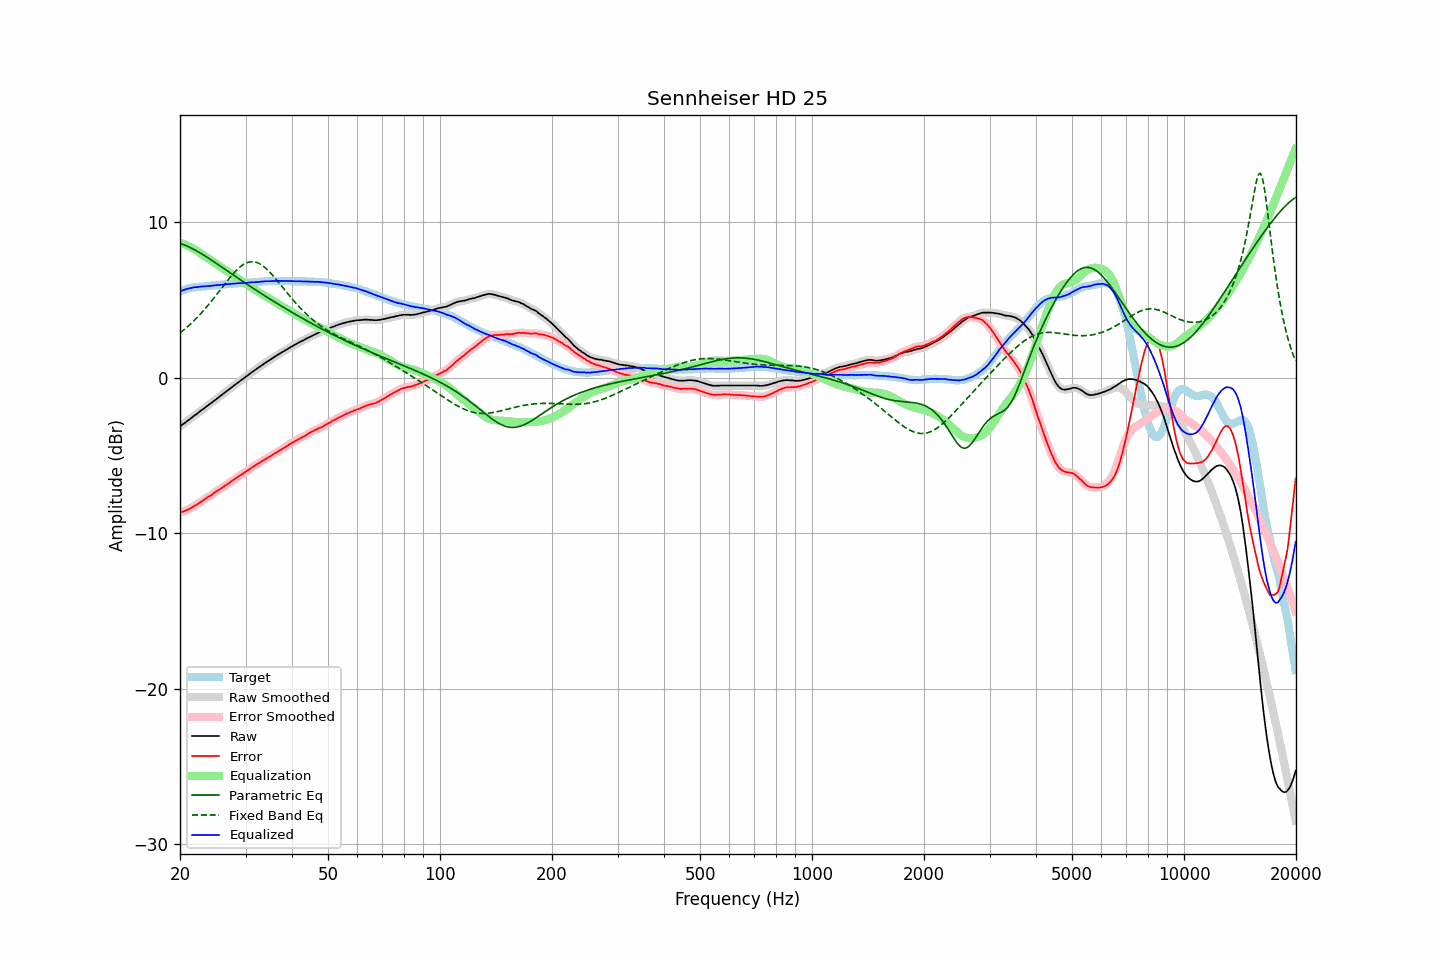 Sennheiser HD 25
Amplitude (dBr)
10
0
−10
−20
−30
Target
Raw Smoothed
Error Smoothed
Raw
Error
Equalization
Parametric Eq
Fixed Band Eq
Equalized
20 50 100 200 500 1000 2000 5000 10000 20000
Frequency (Hz)